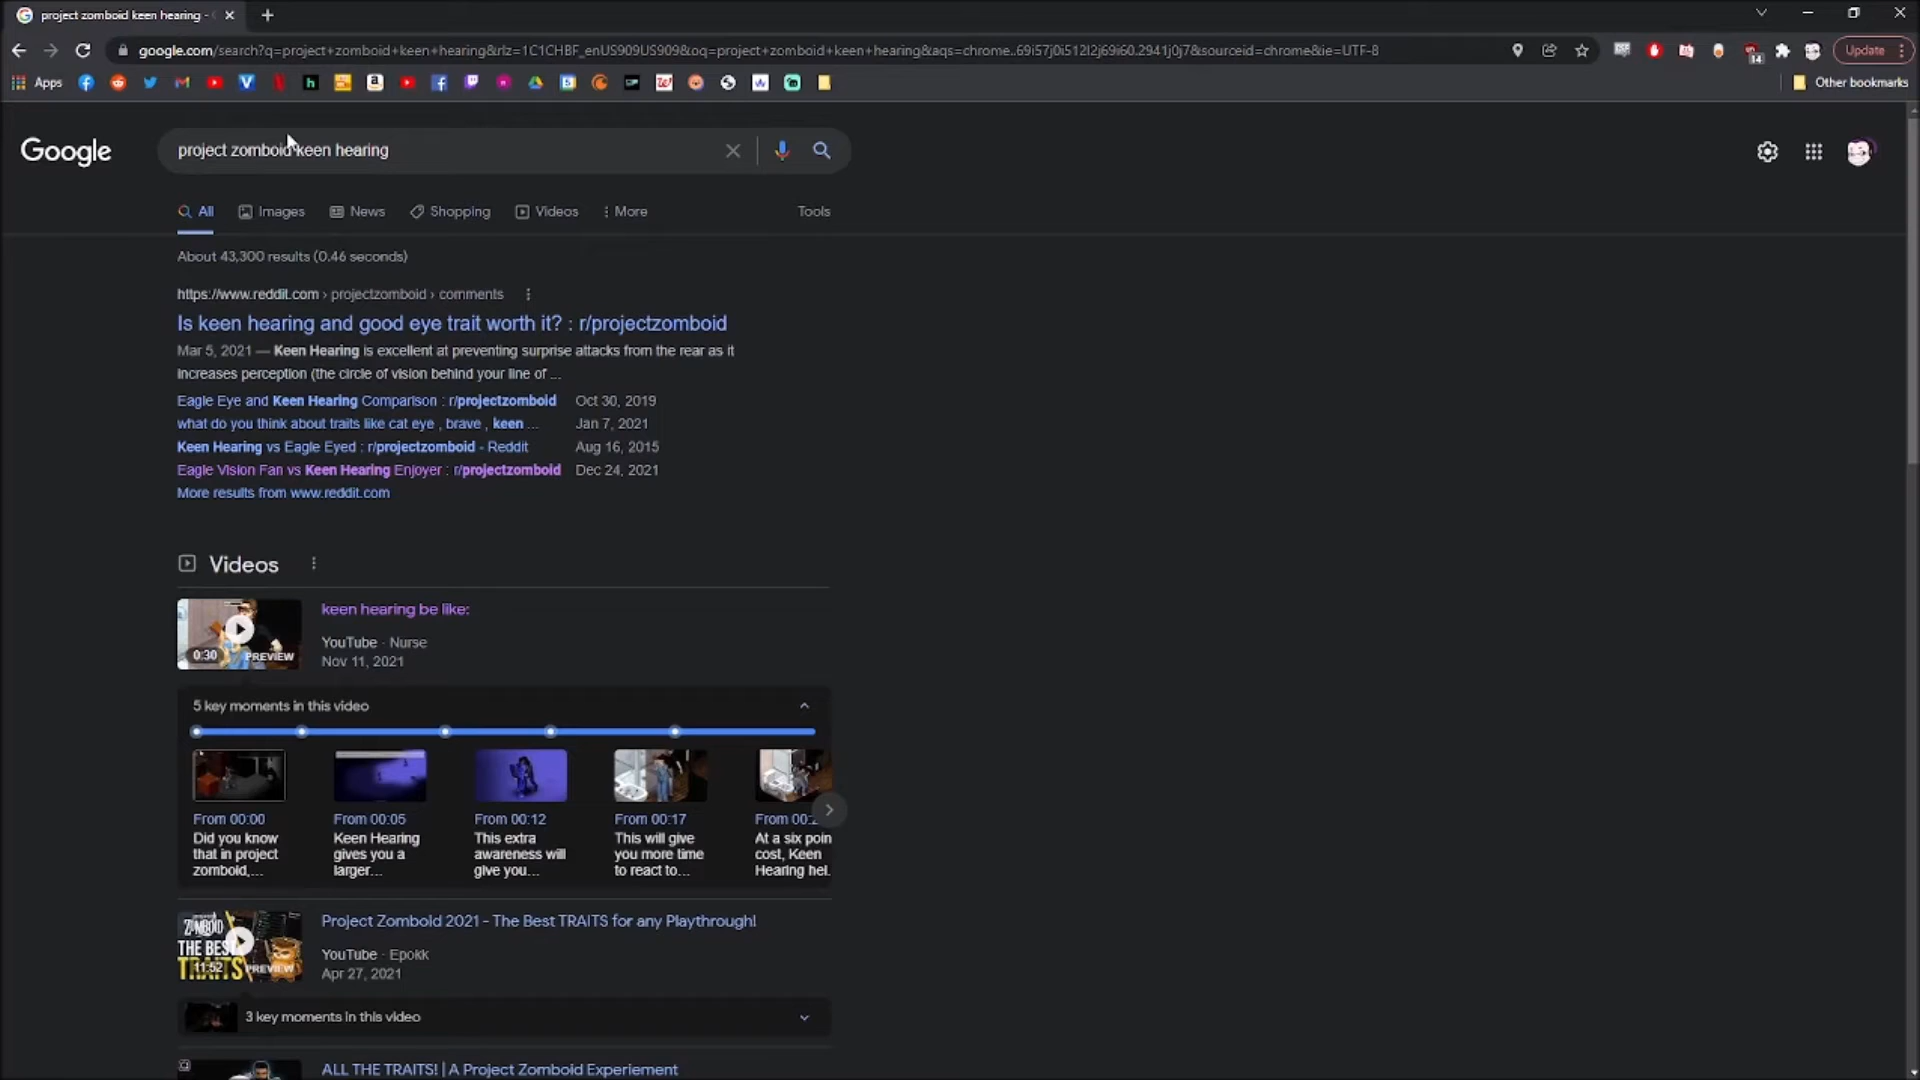 project zomboid keen hearing -
google.com/search?q=project+zomboid+keen+hearing&rlz=1C1CHBF_enUS909US909&oq=project+zomboid+keen+hearing&aqs=chrome..69i57j0i512l2j69i60.2941j0j7&sourceid=chrome&ie=UTF-8
14
Update
Apps
Other bookmarks
Google
project zomboid keen hearing
All
Images
News
Shopping
Videos
More
Tools
About 43,300 results (0.46 seconds)
https://www.reddit.com › projectzomboid › comments
Is keen hearing and good eye trait worth it? : r/projectzomboid
Mar 5, 2021 — Keen Hearing is excellent at preventing surprise attacks from the rear as it
increases perception (the circle of vision behind your line of ...
Eagle Eye and Keen Hearing Comparison : r/projectzomboid Oct 30, 2019
what do you think about traits like cat eye , brave , keen ... Jan 7, 2021
Keen Hearing vs Eagle Eyed : r/projectzomboid - Reddit Aug 16, 2015
Eagle Vision Fan vs Keen Hearing Enjoyer : r/projectzomboid Dec 24, 2021
More results from www.reddit.com
Videos
keen hearing be like:
YouTube · Nurse
Nov 11, 2021
0:30 PREVIEW
5 key moments in this video
From 00:00
Did you know
that in project
zomboid,...
From 00:05
Keen Hearing
gives you a
larger...
From 00:12
This extra
awareness will
give you...
From 00:17
This will give
you more time
to react to...
From 00:2
At a six poin
cost, Keen
Hearing hel.
Project Zomboid 2021 - The Best TRAITS for any Playthrough!
YouTube · Epokk
Apr 27, 2021
ZOMBOID
THE BES
TRAITS
11:52 PREVIEW
3 key moments in this video
ALL THE TRAITS! | A Project Zomboid Experiement